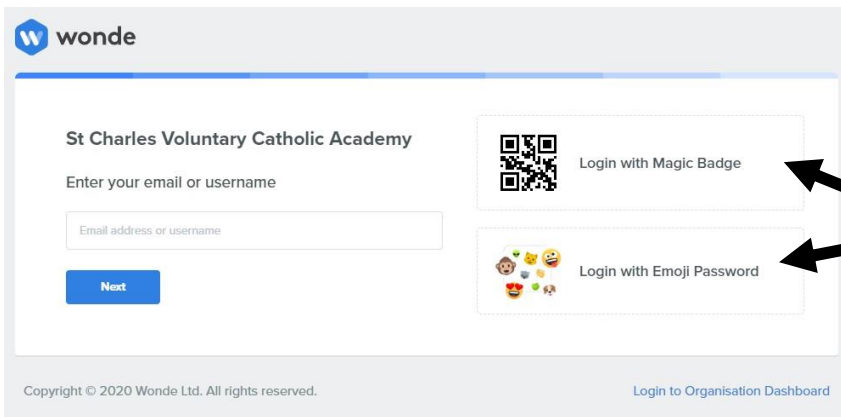 wonde
St Charles Voluntary Catholic Academy
Enter your email or username
Email address or username
Next
Login with Magic Badge
Login with Emoji Password
Copyright © 2020 Wonde Ltd. All rights reserved.
Login to Organisation Dashboard